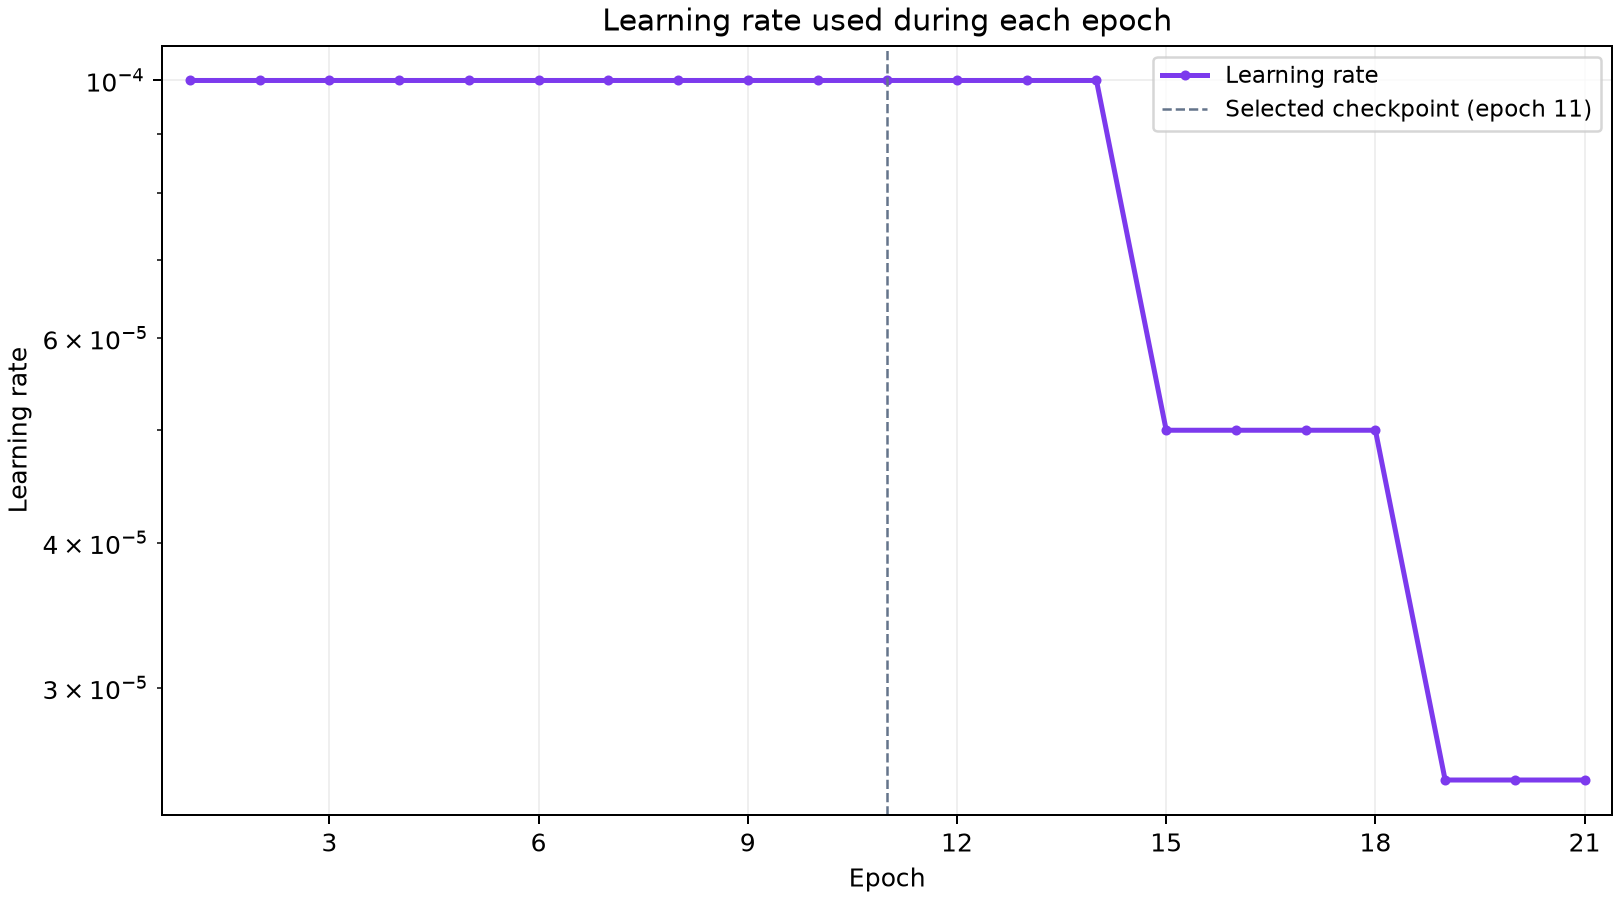 Learning rate used during each epoch
Learning rate
Selected checkpoint (epoch 11)
10⁻⁴
6 × 10⁻⁵
4 × 10⁻⁵
3 × 10⁻⁵
Learning rate
3 6 9 12 15 18 21
Epoch